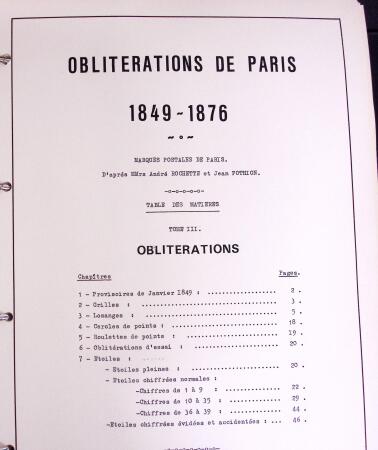 OBLITERATIONS DE PARIS
1849-1876
~o~
MARQUES POSTALES DE PARIS.
D'après MMrs André ROCHETTE et Jean POTHION.
-o-o-o-o-o-
TABLE DES MATIERES
TOME III.
OBLITERATIONS
Chapîtres Pages.
1 - Provisoires de Janvier 1849 : .................. 2 .
2 - Grilles : .................. 3 .
3 - Losanges : .................. 5 .
4 - Cercles de points : .................. 18 .
5 - Roulettes de points : .................. 19 .
6 - Oblitérations d'essai : .................. 20 .
7 - Etoiles : ......
- Etoiles pleines : .................. 20 .
- Etoiles chiffrées normales :
-Chiffres de 1 à 9 : ............ 22 .
-Chiffres de 10 à 35 : ............ 29 .
-Chiffres de 36 à 39 : ............ 44 .
-Etoiles chiffrées évidées et accidentées : ... 46 .